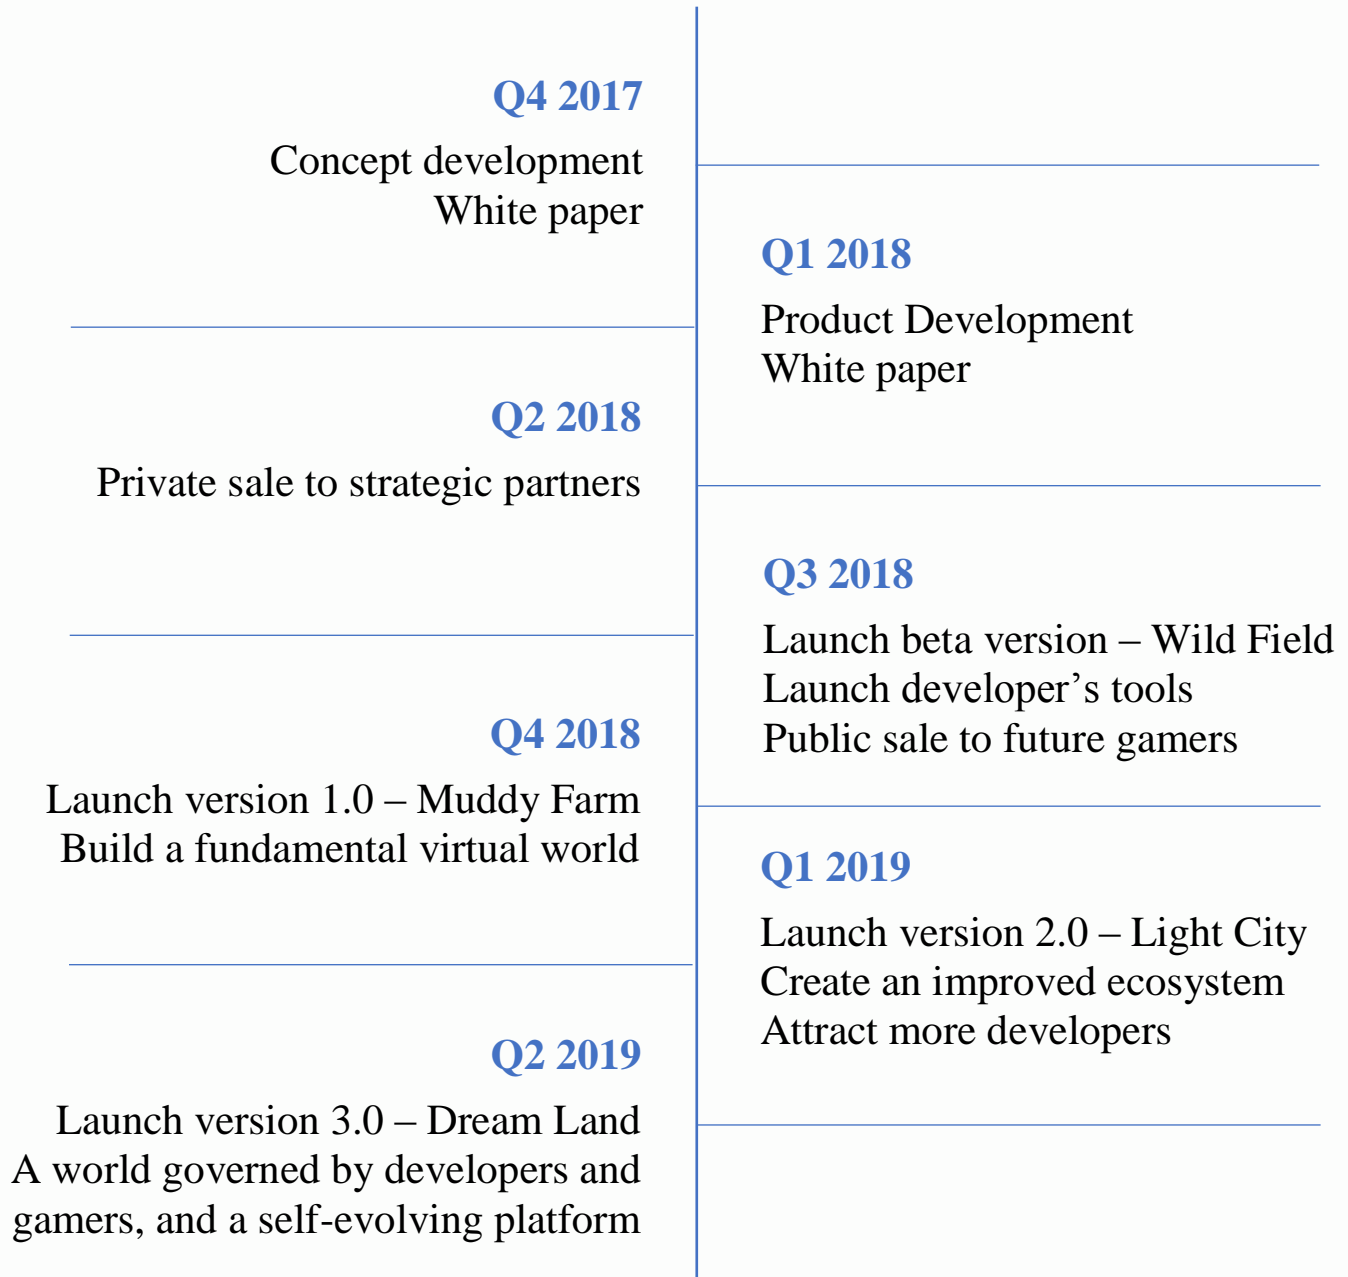 Q4 2017
Concept development
White paper
Q1 2018
Product Development
White paper
Q2 2018
Private sale to strategic partners
Q3 2018
Launch beta version – Wild Field
Launch developer’s tools
Public sale to future gamers
Q4 2018
Launch version 1.0 – Muddy Farm
Build a fundamental virtual world
Q1 2019
Launch version 2.0 – Light City
Create an improved ecosystem
Attract more developers
Q2 2019
Launch version 3.0 – Dream Land
A world governed by developers and
gamers, and a self-evolving platform